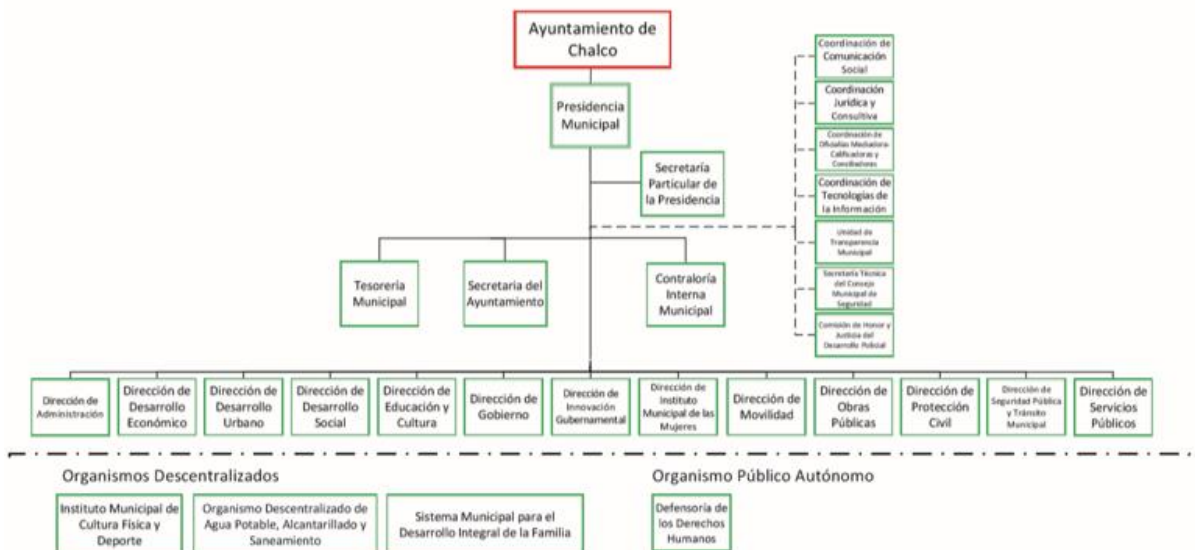 Ayuntamiento de
Chalco
Presidencia
Municipal
Secretaría
Particular de
la Presidencia
Coordinación de
Comunicación
Social
Coordinación
Jurídica y
Consultiva
Coordinación de
Oficialías Mediadora-
Calificadoras y
Conciliadores
Coordinación de
Tecnologías de
la Información
Unidad de
Transparencia
Municipal
Secretaría Técnica
del Consejo
Municipal de
Seguridad
Comisión de Honor y
Justicia del
Desarrollo Policial
Tesorería
Municipal
Secretaria del
Ayuntamiento
Contraloría
Interna
Municipal
Dirección de
Administración
Dirección de
Desarrollo
Económico
Dirección de
Desarrollo
Urbano
Dirección de
Desarrollo
Social
Dirección de
Educación y
Cultura
Dirección de
Gobierno
Dirección de
Innovación
Gubernamental
Dirección de
Instituto
Municipal de las
Mujeres
Dirección de
Movilidad
Dirección de
Obras
Públicas
Dirección de
Protección
Civil
Dirección de
Seguridad Pública
y Tránsito
Municipal
Dirección de
Servicios
Públicos
Organismos Descentralizados
Instituto Municipal de
Cultura Física y
Deporte
Organismo Descentralizado de
Agua Potable, Alcantarillado y
Saneamiento
Sistema Municipal para el
Desarrollo Integral de la Familia
Organismo Público Autónomo
Defensoría de
los Derechos
Humanos